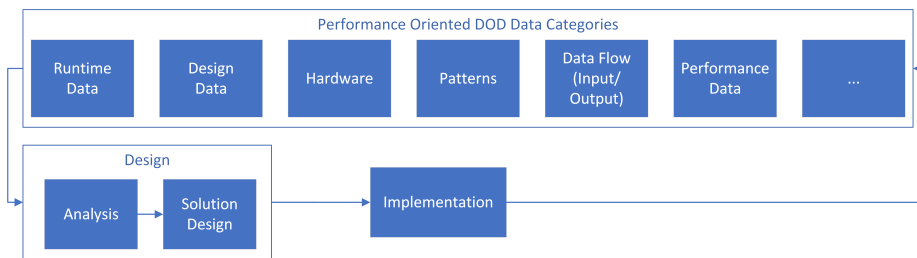 Performance Oriented DOD Data Categories
Runtime
Data
Design
Data
Hardware
Patterns
Data Flow
(Input/
Output)
Performance
Data
...
Design
Analysis
Solution
Design
Implementation